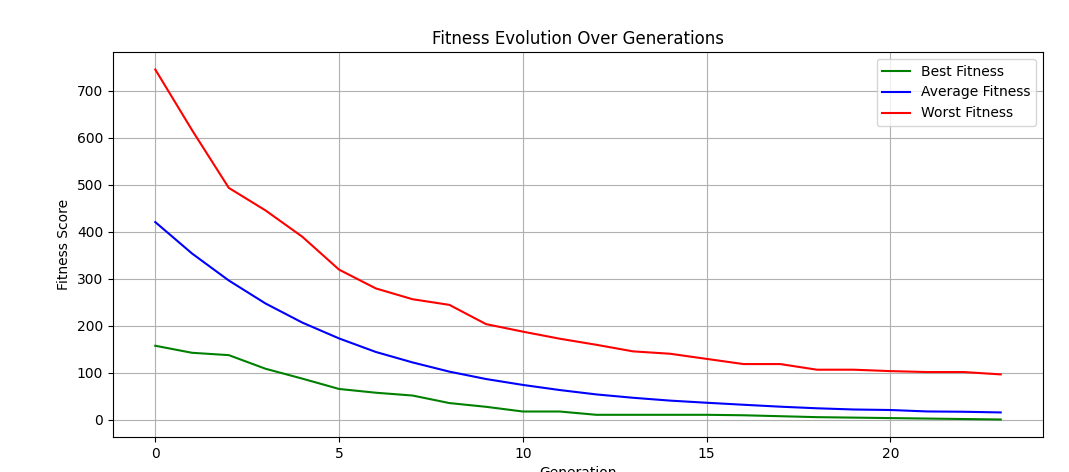 Fitness Evolution Over Generations
Best Fitness
Average Fitness
Worst Fitness
Fitness Score
700
600
500
400
300
200
100
0
0 5 10 15 20
Generation